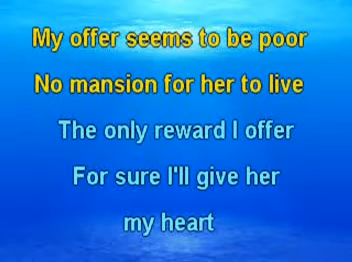 My offer seems to be poor
No mansion for her to live
The only reward I offer
For sure I'll give her
my heart